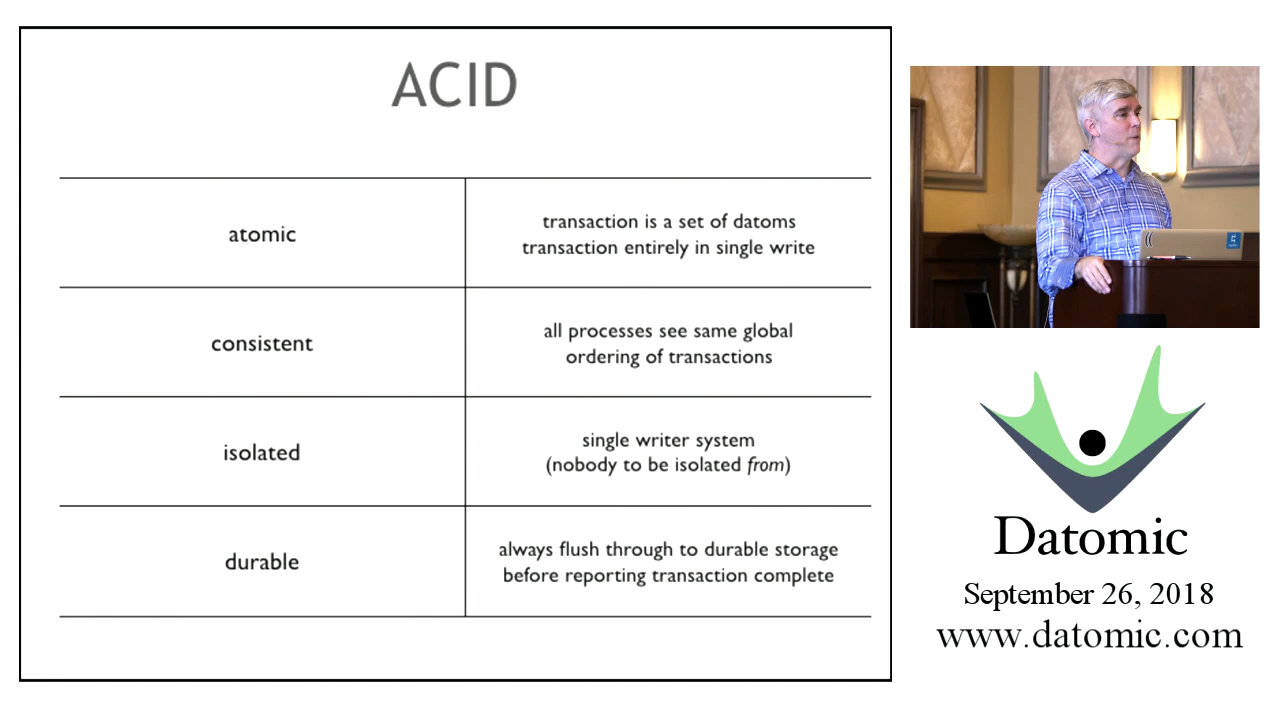 ACID
atomic
transaction is a set of datoms
transaction entirely in single write
consistent
all processes see same global
ordering of transactions
isolated
single writer system
(nobody to be isolated from)
durable
always flush through to durable storage
before reporting transaction complete
Datomic
September 26, 2018
www.datomic.com